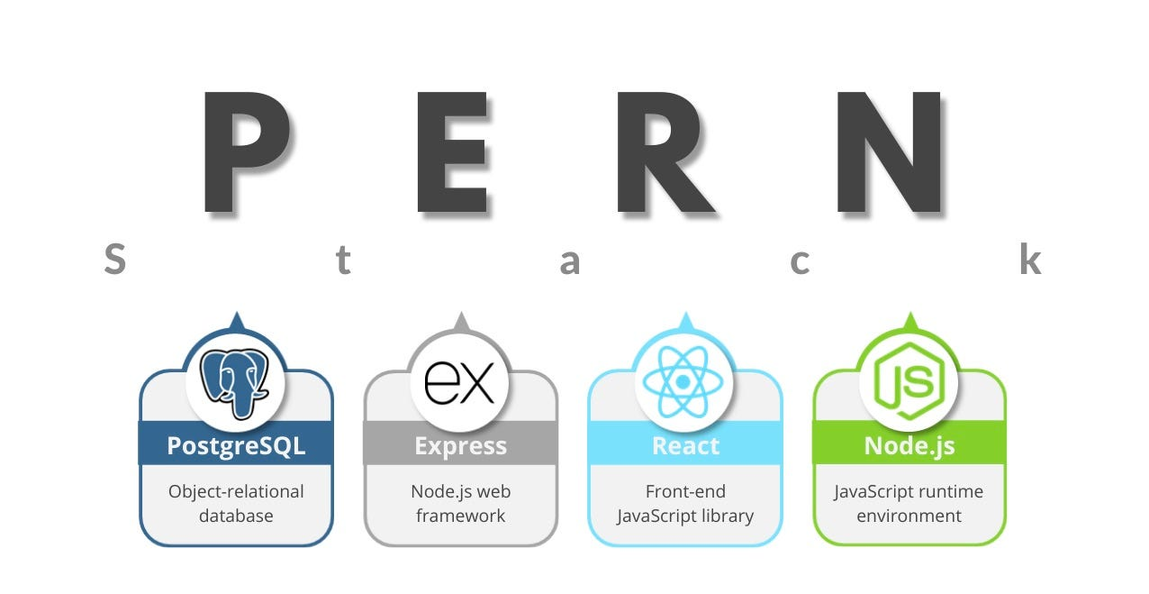 P E R N
S t a c k
ex
JS
PostgreSQL
Express
React
Node.js
Object-relational
database
Node.js web
framework
Front-end
JavaScript library
JavaScript runtime
environment